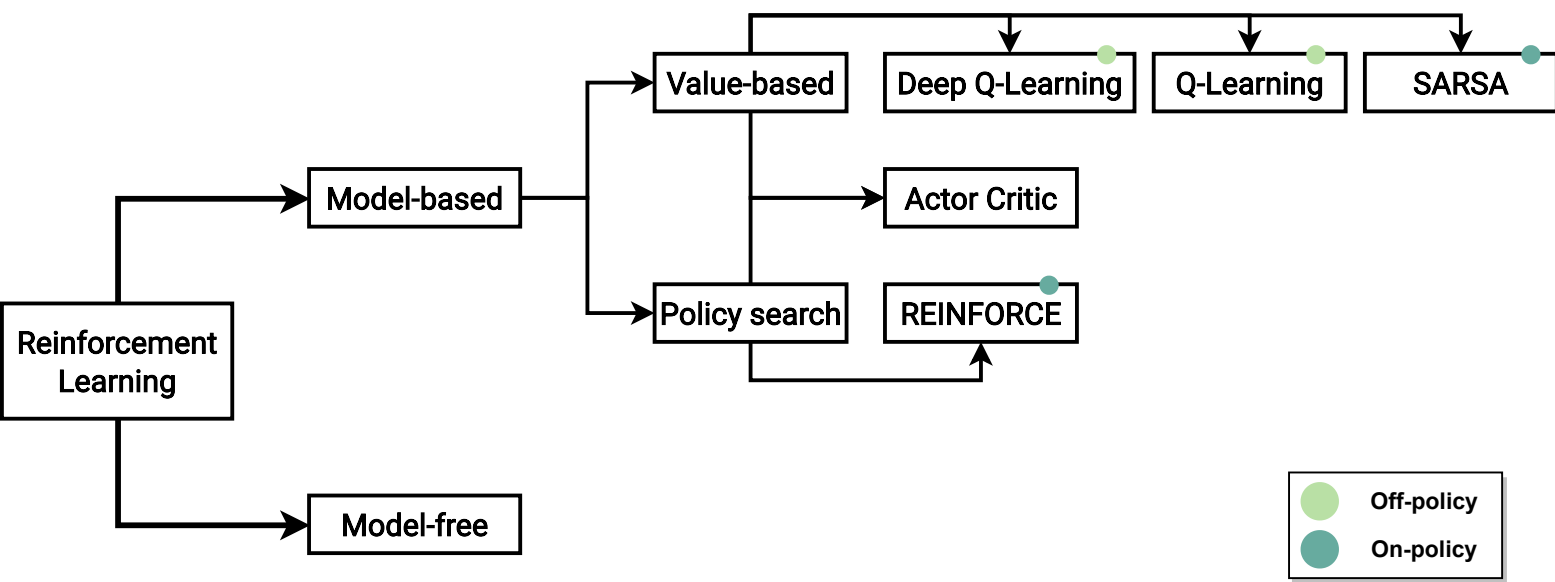 Value-based
Deep Q-Learning
Q-Learning
SARSA
Model-based
Actor Critic
Policy search
REINFORCE
Reinforcement
Learning
Model-free
Off-policy
On-policy